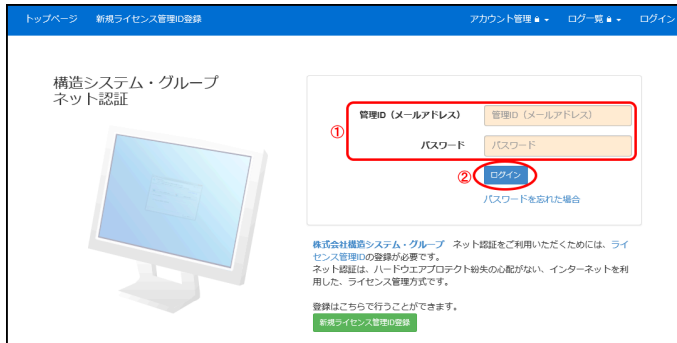 トップページ 新規ライセンス管理ID登録 アカウント管理 ログ一覧 ログイン
構造システム・グループ
ネット認証
① 管理ID（メールアドレス） 管理ID（メールアドレス）
パスワード パスワード
② ログイン
パスワードを忘れた場合
株式会社構造システム・グループ ネット認証をご利用いただくためには、ライ
センス管理IDの登録が必要です。
ネット認証は、ハードウエアプロテクト紛失の心配がない、インターネットを利
用した、ライセンス管理方式です。
登録はこちらで行うことができます。
新規ライセンス管理ID登録